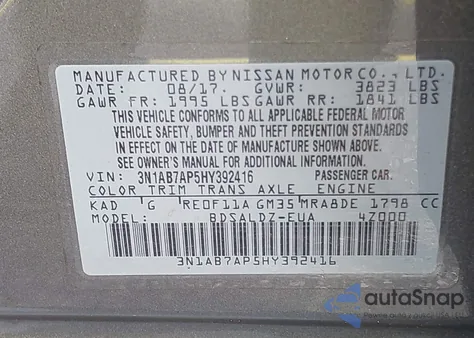 MANUFACTURED BY NISSAN MOTOR CO., LTD.
DATE: 08/17. GVWR: 3823 LBS
GAWR FR: 1995 LBS GAWR RR: 1841 LBS
THIS VEHICLE CONFORMS TO ALL APPLICABLE FEDERAL MOTOR
VEHICLE SAFETY, BUMPER AND THEFT PREVENTION STANDARDS
IN EFFECT ON THE DATE OF MANUFACTURE SHOWN ABOVE.
SEE OWNER'S MANUAL FOR ADDITIONAL INFORMATION.
VIN: 3N1AB7AP5HY392416 PASSENGER CAR.
COLOR TRIM TRANS AXLE ENGINE
KAD G RE0F11A GM35 MRA8DE 1798 CC
BDSALDZ-EUA 4Z000
3N1AB7AP5HY392416
autoSnap